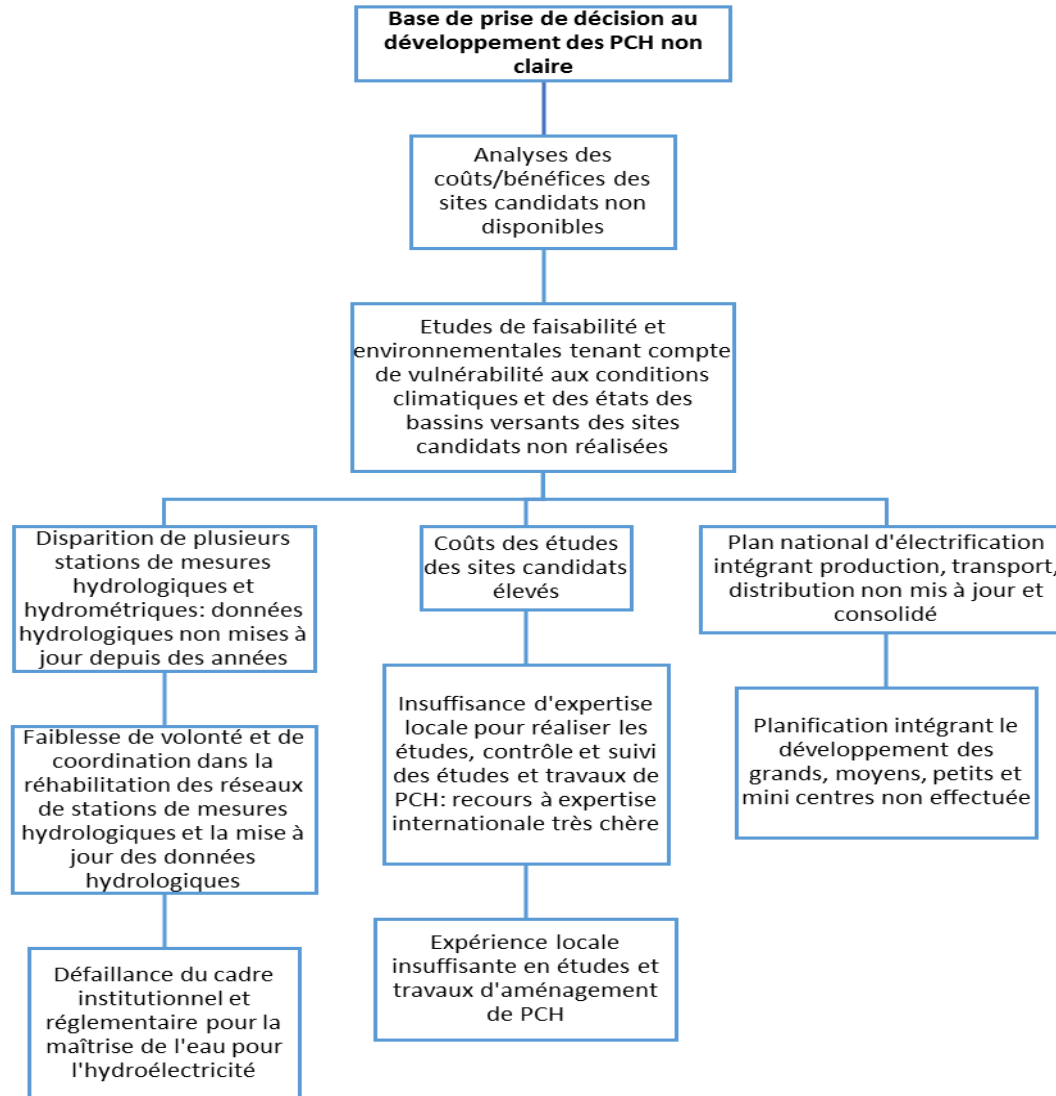 Base de prise de décision au
développement des PCH non
claire
Analyses des
coûts/bénéfices des
sites candidats non
disponibles
Etudes de faisabilité et
environnementales tenant compte
de vulnérabilité aux conditions
climatiques et des états des
bassins versants des sites
candidats non réalisées
Disparition de plusieurs
stations de mesures
hydrologiques et
hydrométriques: données
hydrologiques non mises à
jour depuis des années
Faiblesse de volonté et de
coordination dans la
réhabilitation des réseaux
de stations de mesures
hydrologiques et la mise à
jour des données
hydrologiques
Défaillance du cadre
institutionnel et
réglementaire pour la
maîtrise de l'eau pour
l'hydroélectricité
Coûts des études
des sites candidats
élevés
Insuffisance d'expertise
locale pour réaliser les
études, contrôle et suivi
des études et travaux de
PCH: recours à expertise
internationale très chère
Expérience locale
insuffisante en études et
travaux d'aménagement
de PCH
Plan national d'électrification
intégrant production, transport,
distribution non mis à jour et
consolidé
Planification intégrant le
développement des
grands, moyens, petits et
mini centres non effectuée